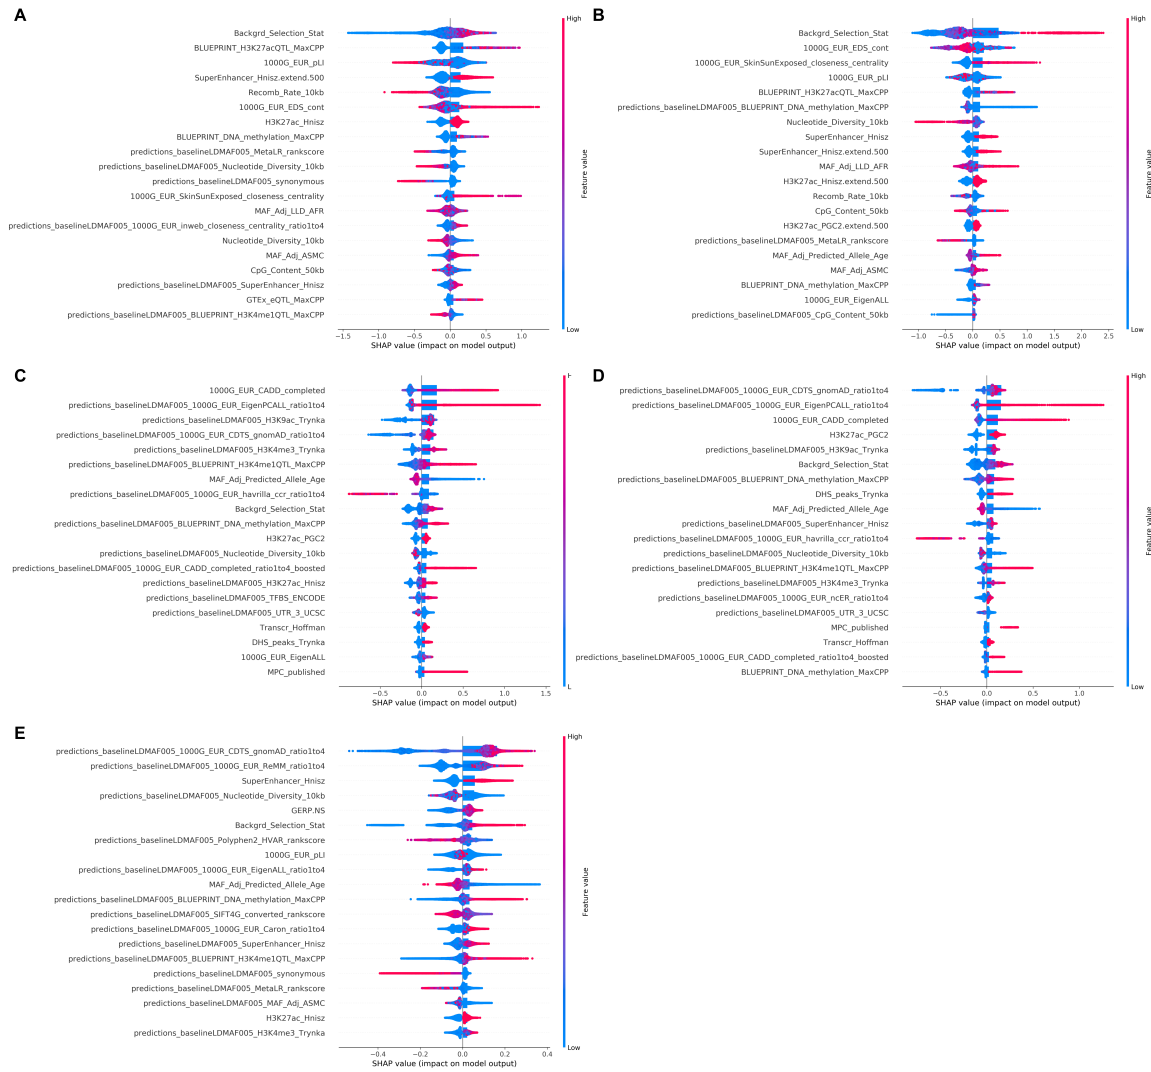 A
Backgrd_Selection_Stat
BLUEPRINT_H3K27acQTL_MaxCPP
1000G_EUR_pLI
SuperEnhancer_Hnisz.extend.500
Recomb_Rate_10kb
1000G_EUR_EDS_cont
H3K27ac_Hnisz
BLUEPRINT_DNA_methylation_MaxCPP
predictions_baselineLDMAF005_MetaLR_rankscore
predictions_baselineLDMAF005_Nucleotide_Diversity_10kb
predictions_baselineLDMAF005_synonymous
1000G_EUR_SkinSunExposed_closeness_centrality
MAF_Adj_LLD_AFR
predictions_baselineLDMAF005_1000G_EUR_inweb_closeness_centrality_ratio1to4
Nucleotide_Diversity_10kb
MAF_Adj_ASMC
CpG_Content_50kb
predictions_baselineLDMAF005_SuperEnhancer_Hnisz
GTEx_eQTL_MaxCPP
predictions_baselineLDMAF005_BLUEPRINT_H3K4me1QTL_MaxCPP
−1.5 −1.0 −0.5 0.0 0.5 1.0
SHAP value (impact on model output)
High
Feature value
Low
B
Backgrd_Selection_Stat
1000G_EUR_EDS_cont
1000G_EUR_SkinSunExposed_closeness_centrality
1000G_EUR_pLI
BLUEPRINT_H3K27acQTL_MaxCPP
predictions_baselineLDMAF005_BLUEPRINT_DNA_methylation_MaxCPP
Nucleotide_Diversity_10kb
SuperEnhancer_Hnisz
SuperEnhancer_Hnisz.extend.500
MAF_Adj_LLD_AFR
H3K27ac_Hnisz.extend.500
Recomb_Rate_10kb
CpG_Content_50kb
H3K27ac_PGC2.extend.500
predictions_baselineLDMAF005_MetaLR_rankscore
MAF_Adj_Predicted_Allele_Age
MAF_Adj_ASMC
BLUEPRINT_DNA_methylation_MaxCPP
1000G_EUR_EigenALL
predictions_baselineLDMAF005_CpG_Content_50kb
−1.0 −0.5 0.0 0.5 1.0 1.5 2.0 2.5
SHAP value (impact on model output)
High
Feature value
Low
C
1000G_EUR_CADD_completed
predictions_baselineLDMAF005_1000G_EUR_EigenPCALL_ratio1to4
predictions_baselineLDMAF005_H3K9ac_Trynka
predictions_baselineLDMAF005_1000G_EUR_CDTS_gnomAD_ratio1to4
predictions_baselineLDMAF005_H3K4me3_Trynka
predictions_baselineLDMAF005_BLUEPRINT_H3K4me1QTL_MaxCPP
MAF_Adj_Predicted_Allele_Age
predictions_baselineLDMAF005_1000G_EUR_havrilla_ccr_ratio1to4
Backgrd_Selection_Stat
predictions_baselineLDMAF005_BLUEPRINT_DNA_methylation_MaxCPP
H3K27ac_PGC2
predictions_baselineLDMAF005_Nucleotide_Diversity_10kb
predictions_baselineLDMAF005_1000G_EUR_CADD_completed_ratio1to4_boosted
predictions_baselineLDMAF005_H3K27ac_Hnisz
predictions_baselineLDMAF005_TFBS_ENCODE
predictions_baselineLDMAF005_UTR_3_UCSC
Transcr_Hoffman
DHS_peaks_Trynka
1000G_EUR_EigenALL
MPC_published
−0.5 0.0 0.5 1.0 1.5
SHAP value (impact on model output)
D
predictions_baselineLDMAF005_1000G_EUR_CDTS_gnomAD_ratio1to4
predictions_baselineLDMAF005_1000G_EUR_EigenPCALL_ratio1to4
1000G_EUR_CADD_completed
H3K27ac_PGC2
predictions_baselineLDMAF005_H3K9ac_Trynka
Backgrd_Selection_Stat
predictions_baselineLDMAF005_BLUEPRINT_DNA_methylation_MaxCPP
DHS_peaks_Trynka
MAF_Adj_Predicted_Allele_Age
predictions_baselineLDMAF005_SuperEnhancer_Hnisz
predictions_baselineLDMAF005_1000G_EUR_havrilla_ccr_ratio1to4
predictions_baselineLDMAF005_Nucleotide_Diversity_10kb
predictions_baselineLDMAF005_BLUEPRINT_H3K4me1QTL_MaxCPP
predictions_baselineLDMAF005_H3K4me3_Trynka
predictions_baselineLDMAF005_1000G_EUR_ncER_ratio1to4
predictions_baselineLDMAF005_UTR_3_UCSC
MPC_published
Transcr_Hoffman
predictions_baselineLDMAF005_1000G_EUR_CADD_completed_ratio1to4_boosted
BLUEPRINT_DNA_methylation_MaxCPP
−0.5 0.0 0.5 1.0
SHAP value (impact on model output)
High
Feature value
Low
E
predictions_baselineLDMAF005_1000G_EUR_CDTS_gnomAD_ratio1to4
predictions_baselineLDMAF005_1000G_EUR_ReMM_ratio1to4
SuperEnhancer_Hnisz
predictions_baselineLDMAF005_Nucleotide_Diversity_10kb
GERP.NS
Backgrd_Selection_Stat
predictions_baselineLDMAF005_Polyphen2_HVAR_rankscore
1000G_EUR_pLI
predictions_baselineLDMAF005_1000G_EUR_EigenALL_ratio1to4
MAF_Adj_Predicted_Allele_Age
predictions_baselineLDMAF005_BLUEPRINT_DNA_methylation_MaxCPP
predictions_baselineLDMAF005_SIFT4G_converted_rankscore
predictions_baselineLDMAF005_1000G_EUR_Caron_ratio1to4
predictions_baselineLDMAF005_SuperEnhancer_Hnisz
predictions_baselineLDMAF005_BLUEPRINT_H3K4me1QTL_MaxCPP
predictions_baselineLDMAF005_synonymous
predictions_baselineLDMAF005_MetaLR_rankscore
predictions_baselineLDMAF005_MAF_Adj_ASMC
H3K27ac_Hnisz
predictions_baselineLDMAF005_H3K4me3_Trynka
−0.4 −0.2 0.0 0.2 0.4
SHAP value (impact on model output)
High
Feature value
Low